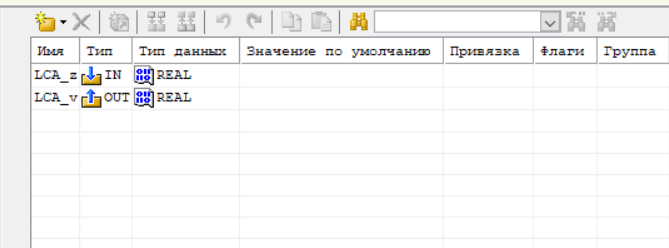 Имя Тип Тип данных Значение по умолчанию Привязка Флаги Группа
LCA_z IN REAL
LCA_v OUT REAL